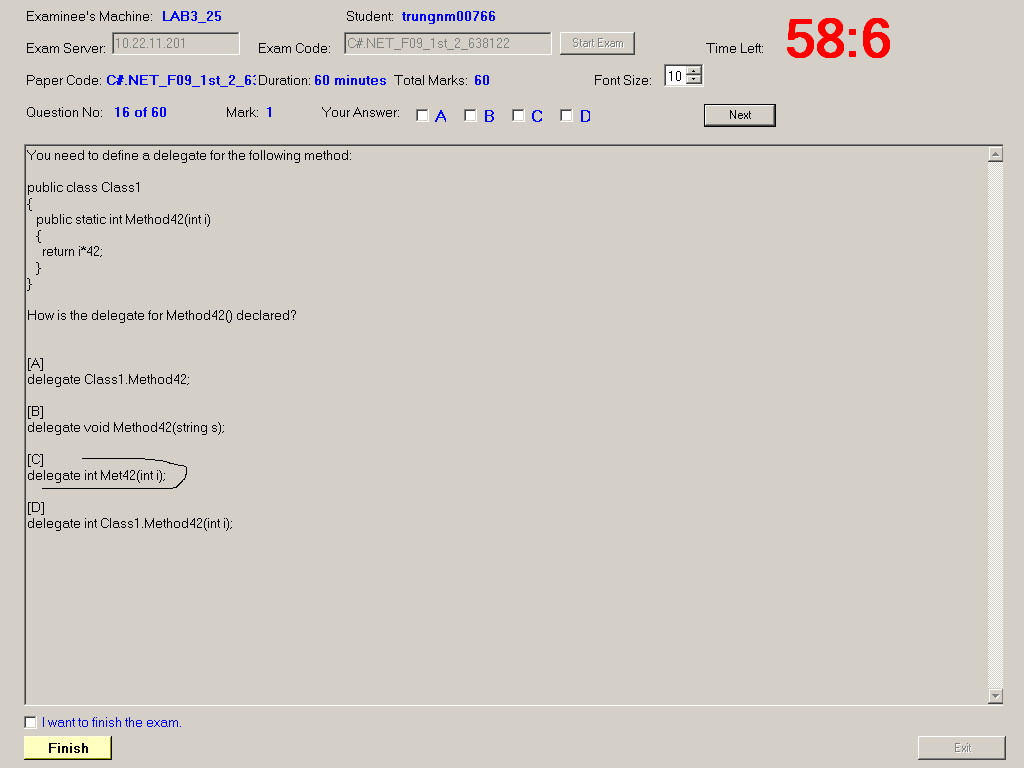 Examinee's Machine: LAB3_25 Student: trungnm00766
Exam Server: 10.22.11.201 Exam Code: C#.NET_F09_1st_2_638122 Start Exam Time Left: 58:6
Paper Code: C#.NET_F09_1st_2_63 Duration: 60 minutes Total Marks: 60 Font Size: 10
Question No: 16 of 60 Mark: 1 Your Answer: A B C D Next
You need to define a delegate for the following method:
public class Class1
{
public static int Method42(int i)
{
return i*42;
}
}
How is the delegate for Method42() declared?
[A]
delegate Class1.Method42;
[B]
delegate void Method42(string s);
[C]
delegate int Met42(int i);
[D]
delegate int Class1.Method42(int i);
I want to finish the exam.
Finish Exit